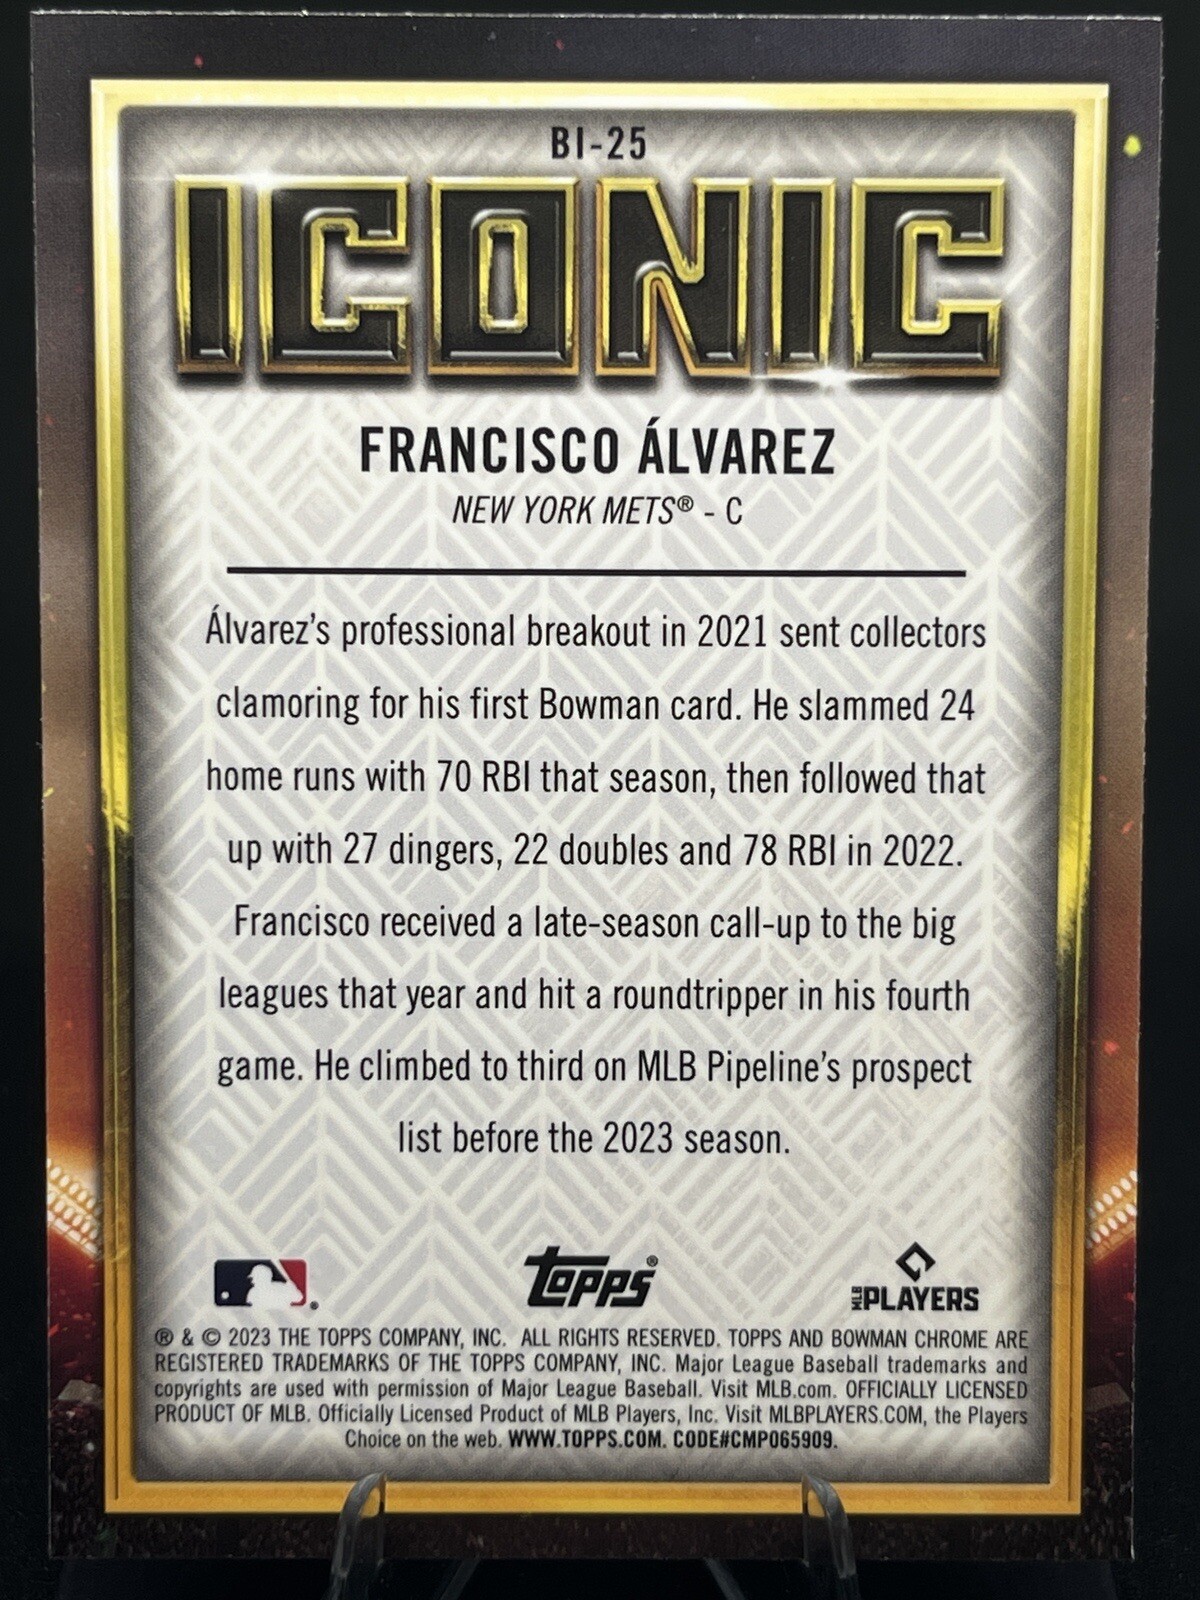 BI-25
ICONIC
FRANCISCO ÁLVAREZ
NEW YORK METS® - C
Álvarez's professional breakout in 2021 sent collectors
clamoring for his first Bowman card. He slammed 24
home runs with 70 RBI that season, then followed that
up with 27 dingers, 22 doubles and 78 RBI in 2022.
Francisco received a late-season call-up to the big
leagues that year and hit a roundtripper in his fourth
game. He climbed to third on MLB Pipeline's prospect
list before the 2023 season.
®
topps®
MLB PLAYERS
® & © 2023 THE TOPPS COMPANY, INC. ALL RIGHTS RESERVED. TOPPS AND BOWMAN CHROME ARE
REGISTERED TRADEMARKS OF THE TOPPS COMPANY, INC. Major League Baseball trademarks and
copyrights are used with permission of Major League Baseball. Visit MLB.com. OFFICIALLY LICENSED
PRODUCT OF MLB. Officially Licensed Product of MLB Players, Inc. Visit MLBPLAYERS.COM, the Players
Choice on the web. WWW.TOPPS.COM. CODE#CMP065909.